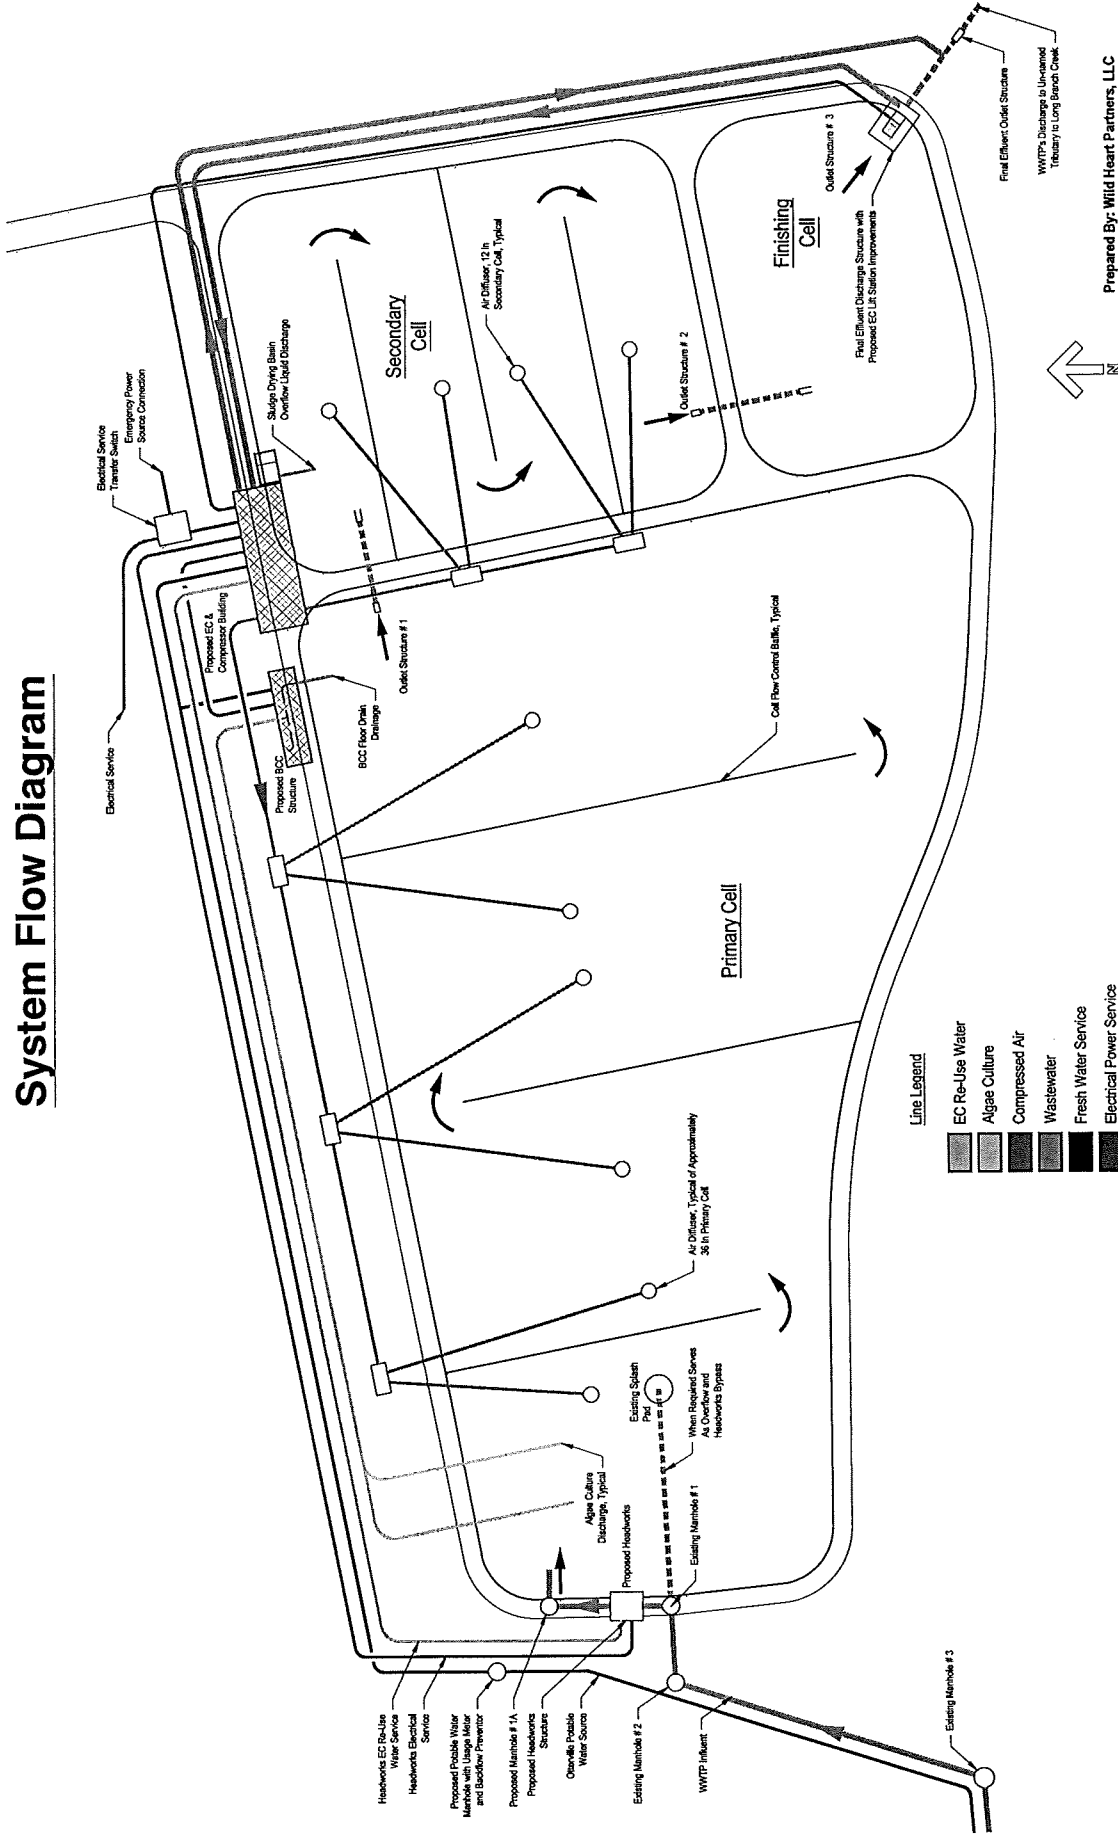 System Flow Diagram
Electrical Service
Electrical Service
Transfer Switch
Emergency Power
Source Connection
Proposed EC &
Compressor Building
Sludge Drying Basin
Overflow Liquid Discharge
Proposed BCC
Structure
BCC Floor Drain
Drainage
Outlet Structure # 1
Secondary
Cell
Air Diffuser, 12 In
Secondary Cell, Typical
Outlet Structure # 2
Finishing
Cell
Outlet Structure # 3
Final Effluent Discharge Structure with
Proposed EC Lift Station Improvements
Final Effluent Outlet Structure
WWTP's Discharge to Un-named
Tributary to Long Branch Creek
Primary Cell
Cell Flow Control Baffle, Typical
Air Diffuser, Typical of Approximately
36 In Primary Cell
Existing Splash
Pad
When Required Serves
As Overflow and
Headworks Bypass
Algae Culture
Discharge, Typical
Proposed Headworks
Existing Manhole # 1
Headworks EC Re-Use
Water Service
Headworks Electrical
Service
Proposed Potable Water
Manhole with Usage Meter
and Backflow Preventor
Proposed Manhole # 1A
Proposed Headworks
Structure
Otterville Potable
Water Source
Existing Manhole # 2
WWTP Influent
Existing Manhole # 3
Line Legend
EC Re-Use Water
Algae Culture
Compressed Air
Wastewater
Fresh Water Service
Electrical Power Service
N
Prepared By: Wild Heart Partners, LLC